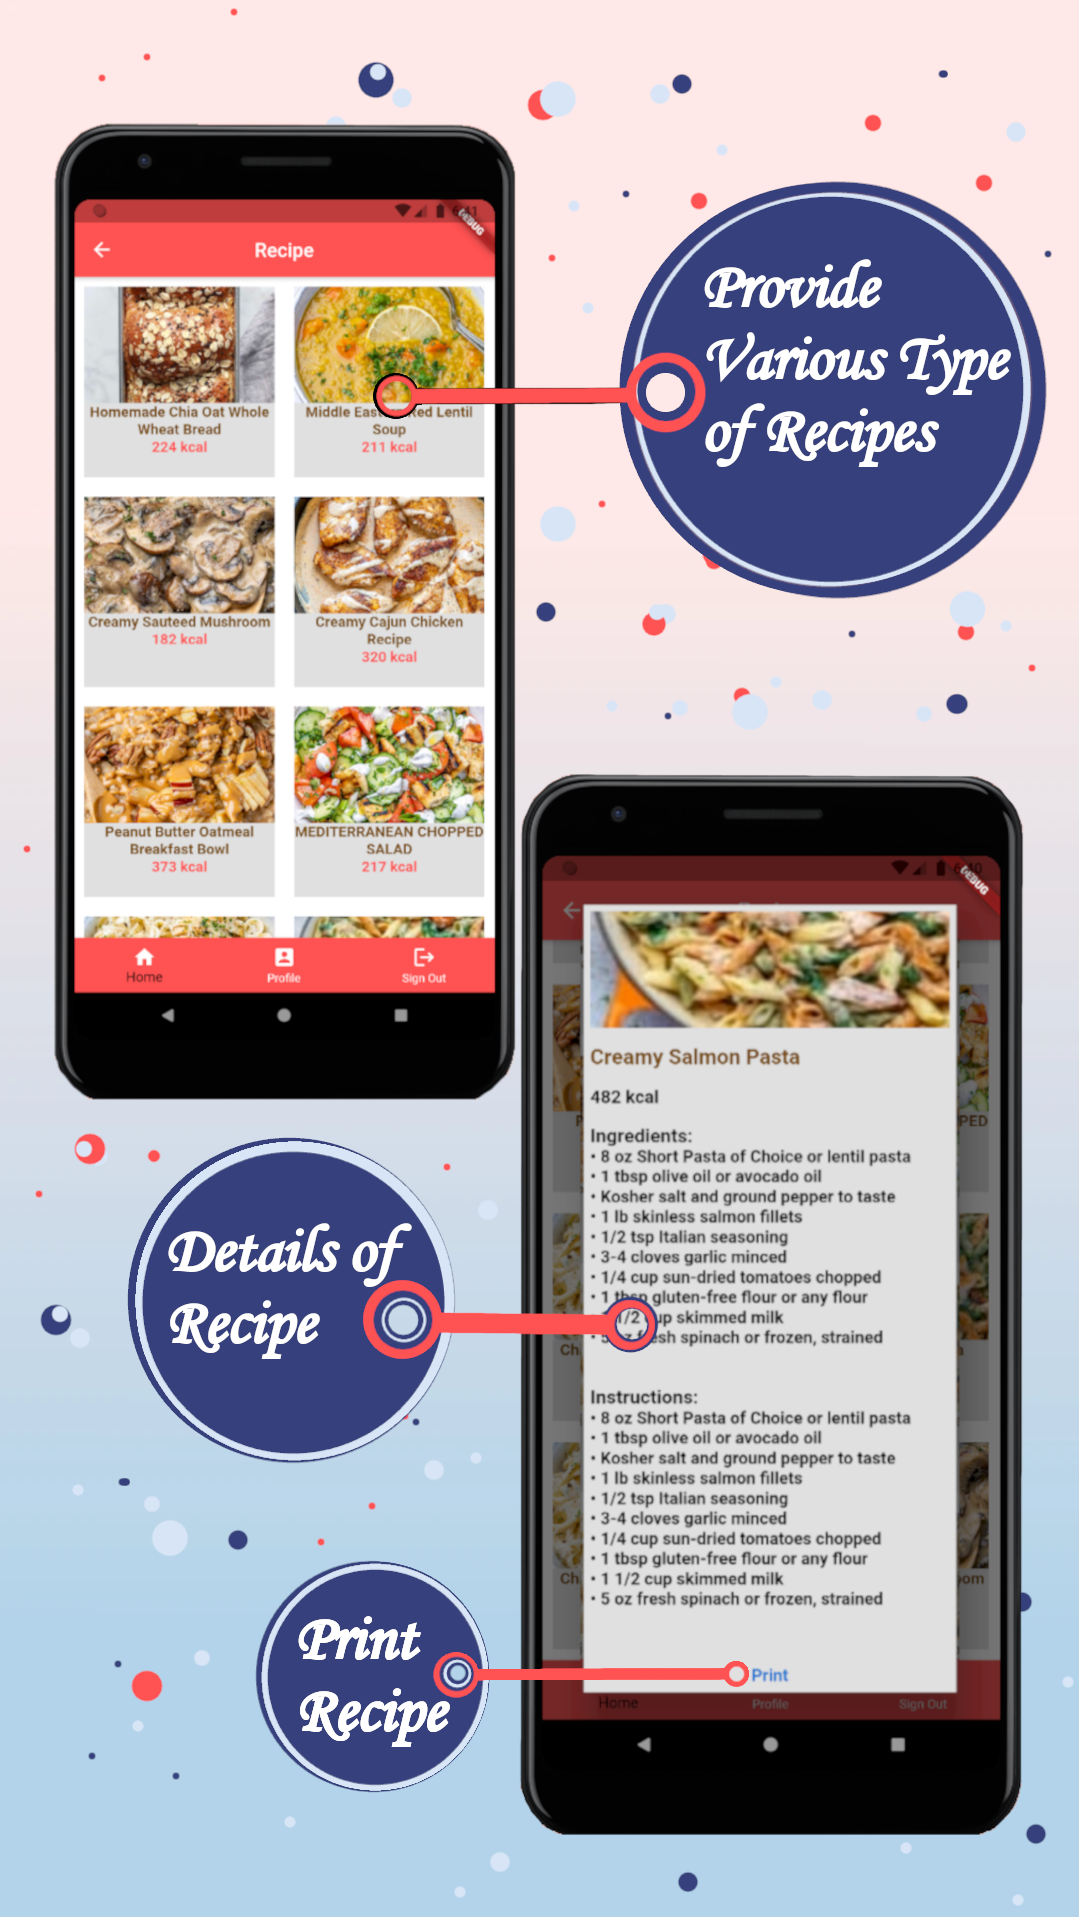 DEBUG
Recipe
Homemade Chia Oat Whole
Wheat Bread
224 kcal
Middle Red Lentil
Soup
211 kcal
Creamy Sauteed Mushroom
182 kcal
Creamy Cajun Chicken
Recipe
320 kcal
Peanut Butter Oatmeal
Breakfast Bowl
373 kcal
MEDITERRANEAN CHOPPED
SALAD
217 kcal
Home
Profile
Sign Out
Provide
Various Type
of Recipes
DEBUG
Creamy Salmon Pasta
482 kcal
Ingredients:
• 8 oz Short Pasta of Choice or lentil pasta
• 1 tbsp olive oil or avocado oil
• Kosher salt and ground pepper to taste
• 1 lb skinless salmon fillets
• 1/2 tsp Italian seasoning
• 3-4 cloves garlic minced
• 1/4 cup sun-dried tomatoes chopped
• 1 tbsp gluten-free flour or any flour
1/2 cup skimmed milk
• 5 oz fresh spinach or frozen, strained
Instructions:
• 8 oz Short Pasta of Choice or lentil pasta
• 1 tbsp olive oil or avocado oil
• Kosher salt and ground pepper to taste
• 1 lb skinless salmon fillets
• 1/2 tsp Italian seasoning
• 3-4 cloves garlic minced
• 1/4 cup sun-dried tomatoes chopped
• 1 tbsp gluten-free flour or any flour
• 1 1/2 cup skimmed milk
• 5 oz fresh spinach or frozen, strained
Print
Home
Profile
Sign Out
Details of
Recipe
Print
Recipe